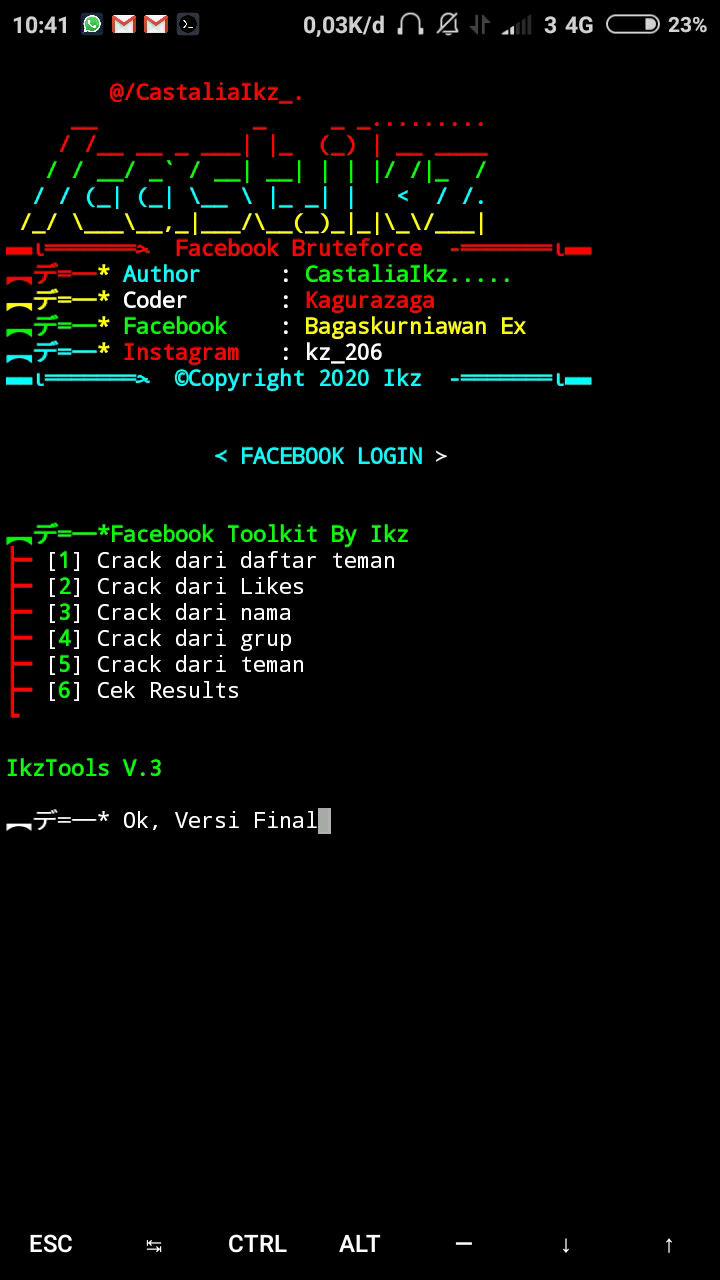 10:41 0,03K/d 3 4G 23%
@/CastaliaIkz_.
Facebook Bruteforce
︻デ═一* Author : CastaliaIkz.....
︻デ═一* Coder : Kagurazaga
︻デ═一* Facebook : Bagaskurniawan Ex
︻デ═一* Instagram : kz_206
©Copyright 2020 Ikz
< FACEBOOK LOGIN >
︻デ═一*Facebook Toolkit By Ikz
[1] Crack dari daftar teman
[2] Crack dari Likes
[3] Crack dari nama
[4] Crack dari grup
[5] Crack dari teman
[6] Cek Results
IkzTools V.3
︻デ═一* Ok, Versi Final
ESC ↹ CTRL ALT — ↓ ↑